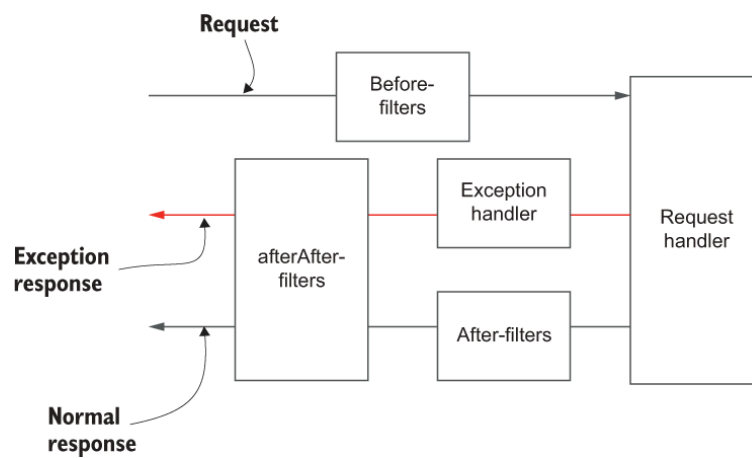 Request
Before-
filters
Exception
handler
Request
handler
afterAfter-
filters
Exception
response
After-filters
Normal
response